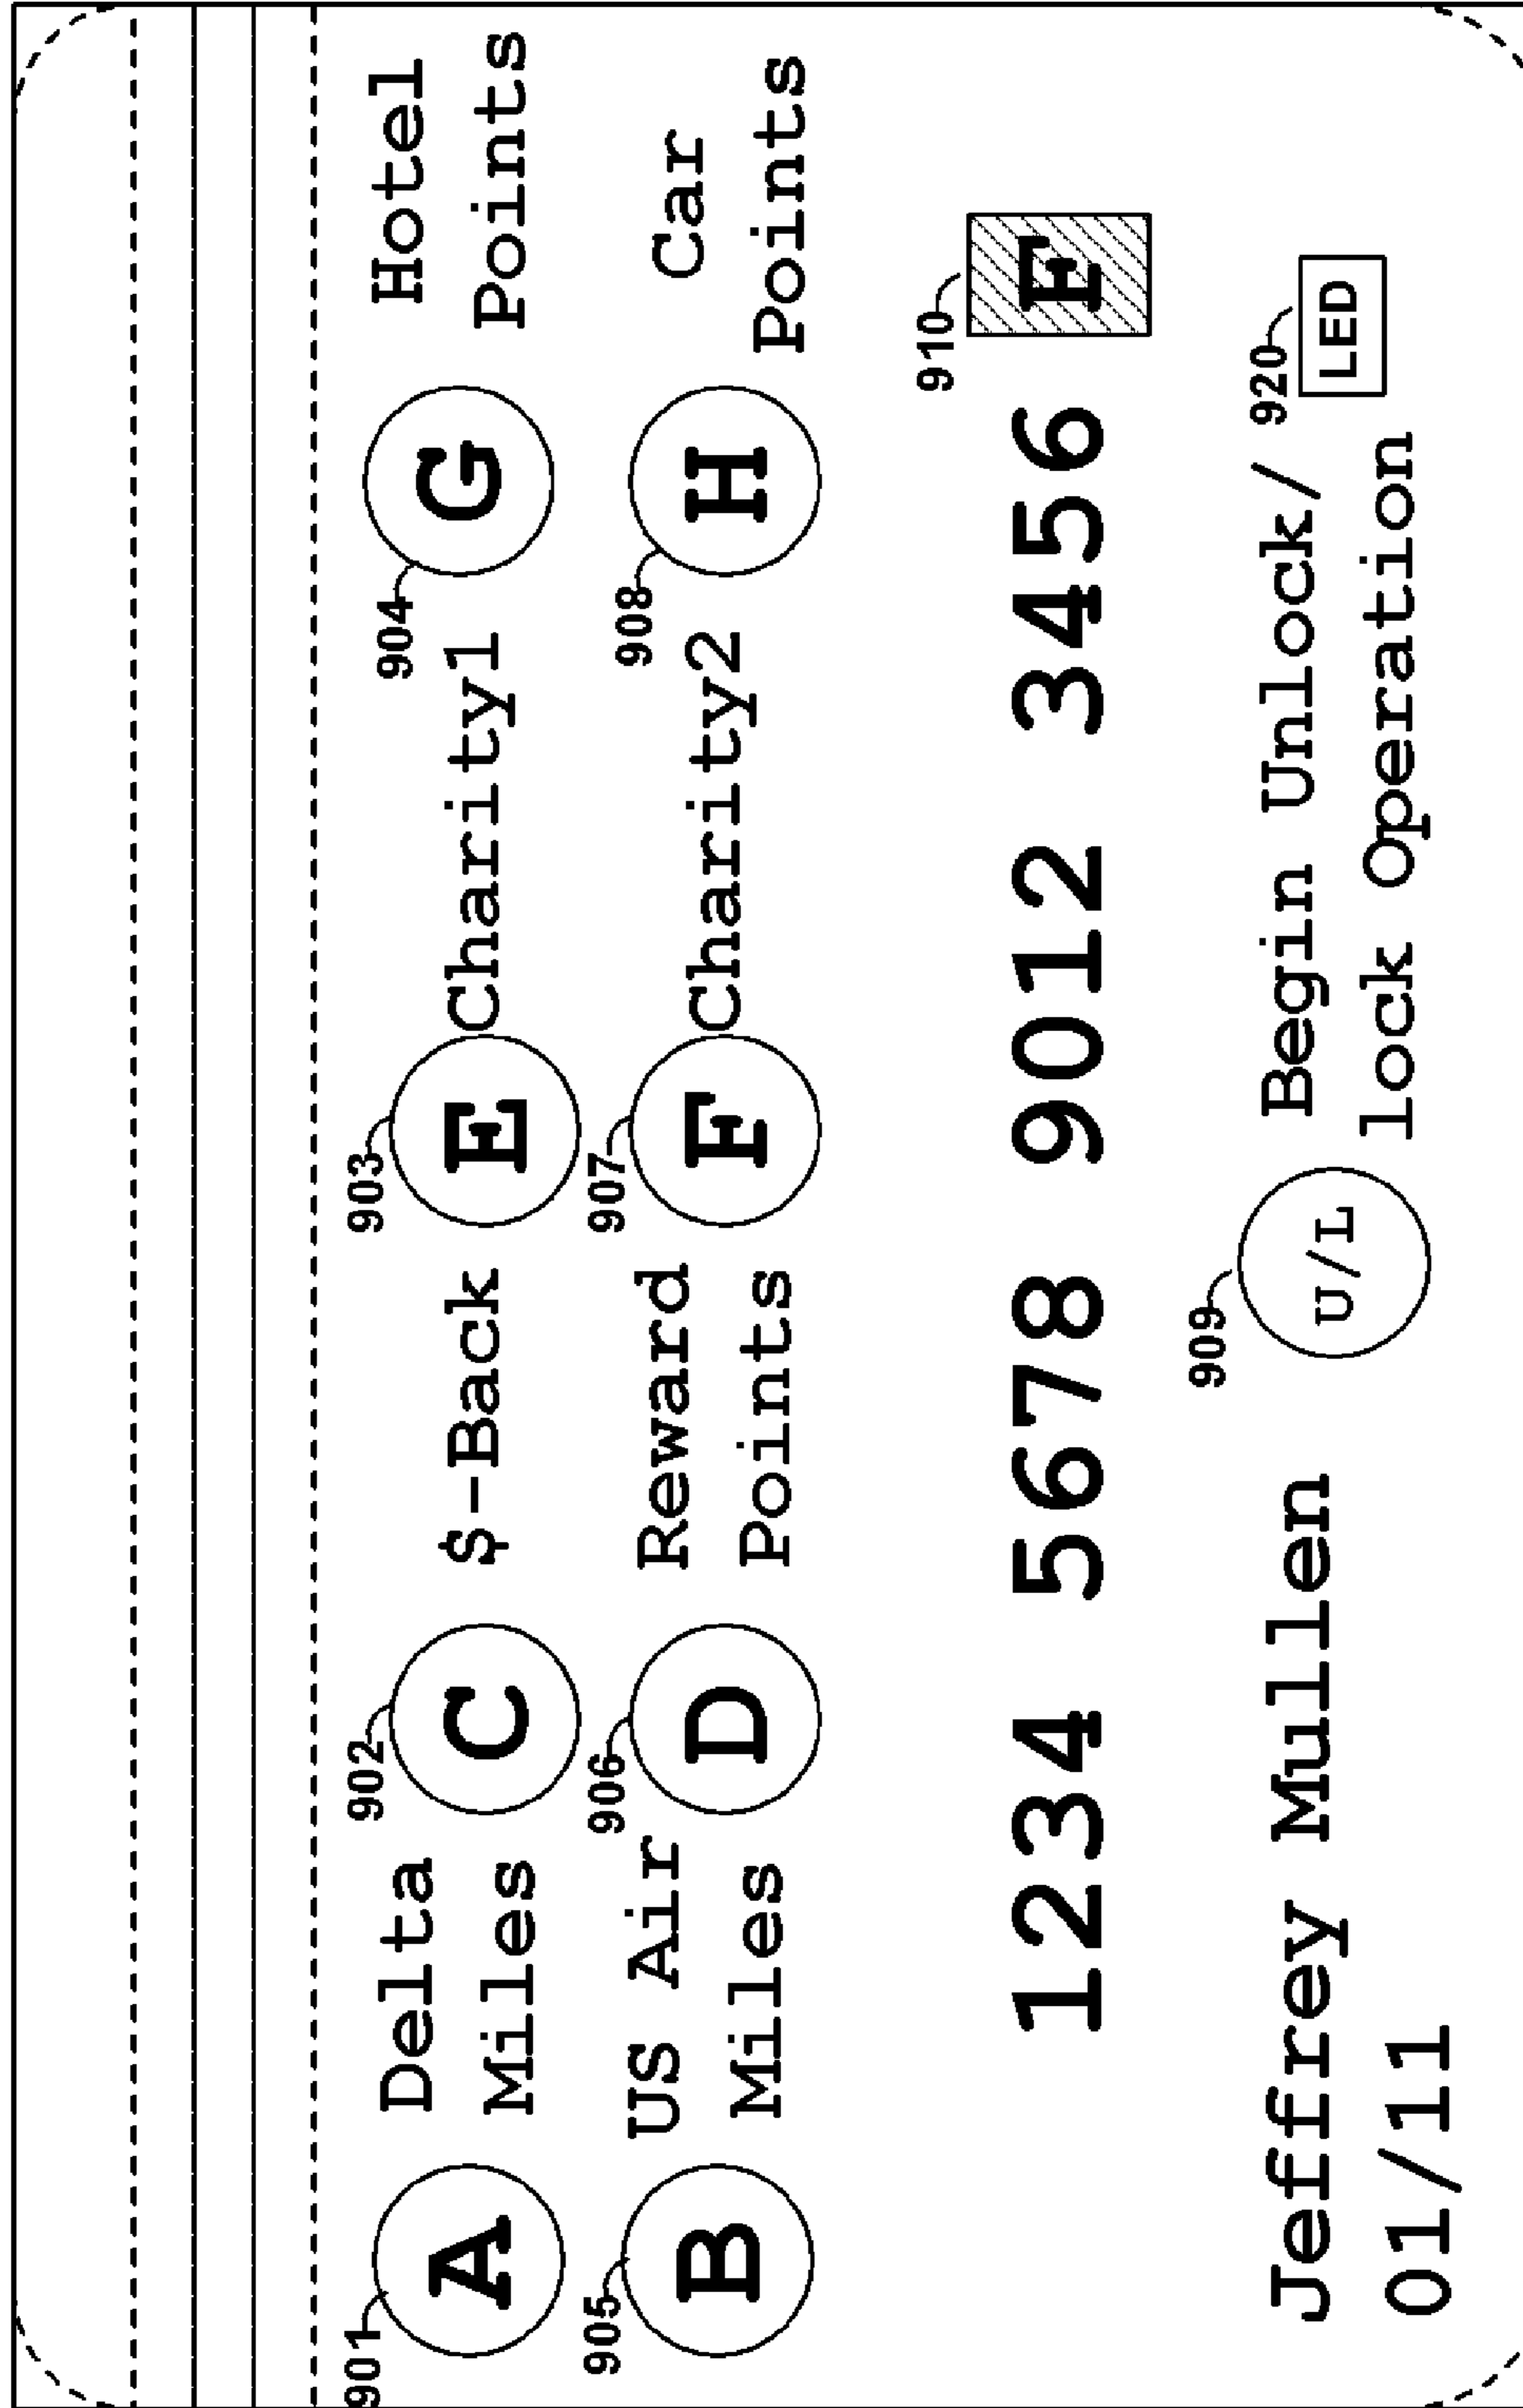 901 A Delta Miles 902 C $-Back 903 E Charity1 904 G Hotel Points
905 B US Air Miles 906 D Reward Points 907 F Charity2 908 H Car Points
910
1234 5678 9012 3456 F
Jeffrey Mullen 909 U/L Begin Unlock/ 920 LED
01/11 lock Operation